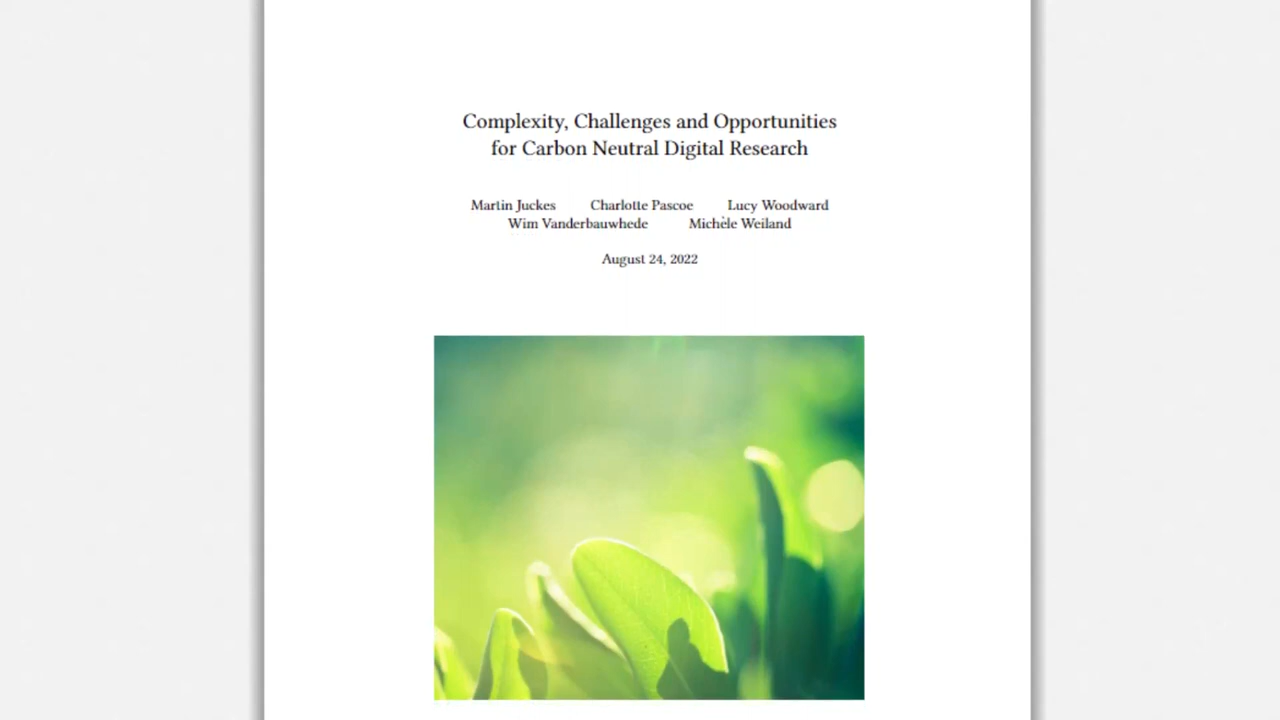 Complexity, Challenges and Opportunities
for Carbon Neutral Digital Research
Martin Juckes Charlotte Pascoe Lucy Woodward
Wim Vanderbauwhede Michèle Weiland
August 24, 2022